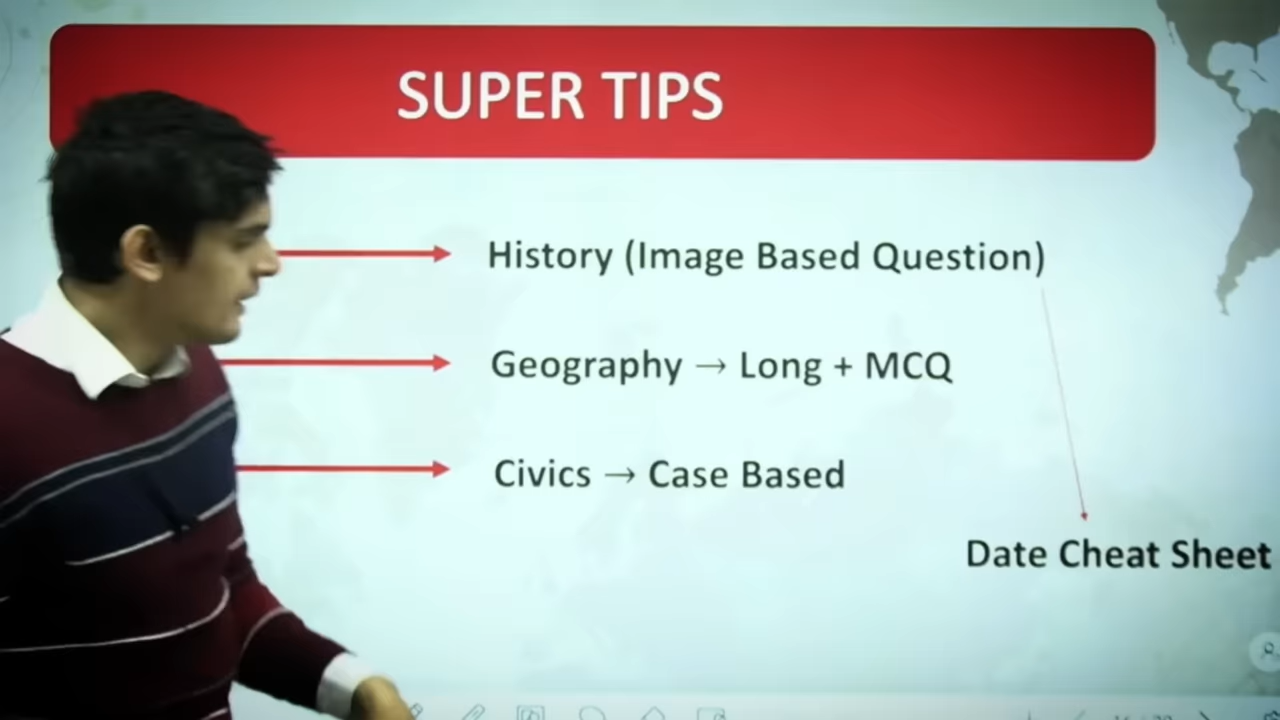 SUPER TIPS
History (Image Based Question)
Geography → Long + MCQ
Civics → Case Based
Date Cheat Sheet